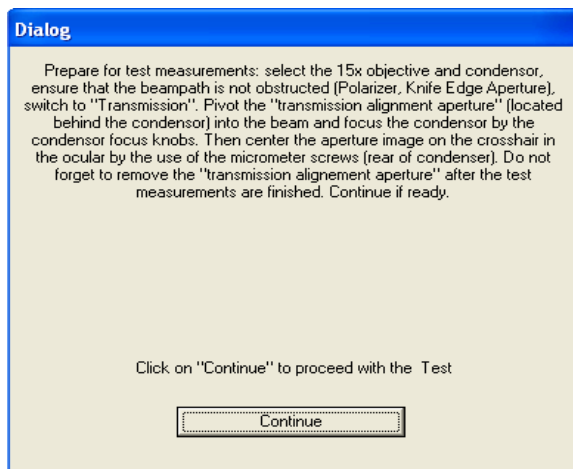 Dialog
Prepare for test measurements: select the 15x objective and condensor,
ensure that the beampath is not obstructed (Polarizer, Knife Edge Aperture),
switch to "Transmission". Pivot the "transmission alignment aperture" (located
behind the condensor) into the beam and focus the condensor by the
condensor focus knobs. Then center the aperture image on the crosshair in
the ocular by the use of the micrometer screws (rear of condenser). Do not
forget to remove the "transmission alignement aperture" after the test
measurements are finished. Continue if ready.
Click on "Continue" to proceed with the Test
Continue